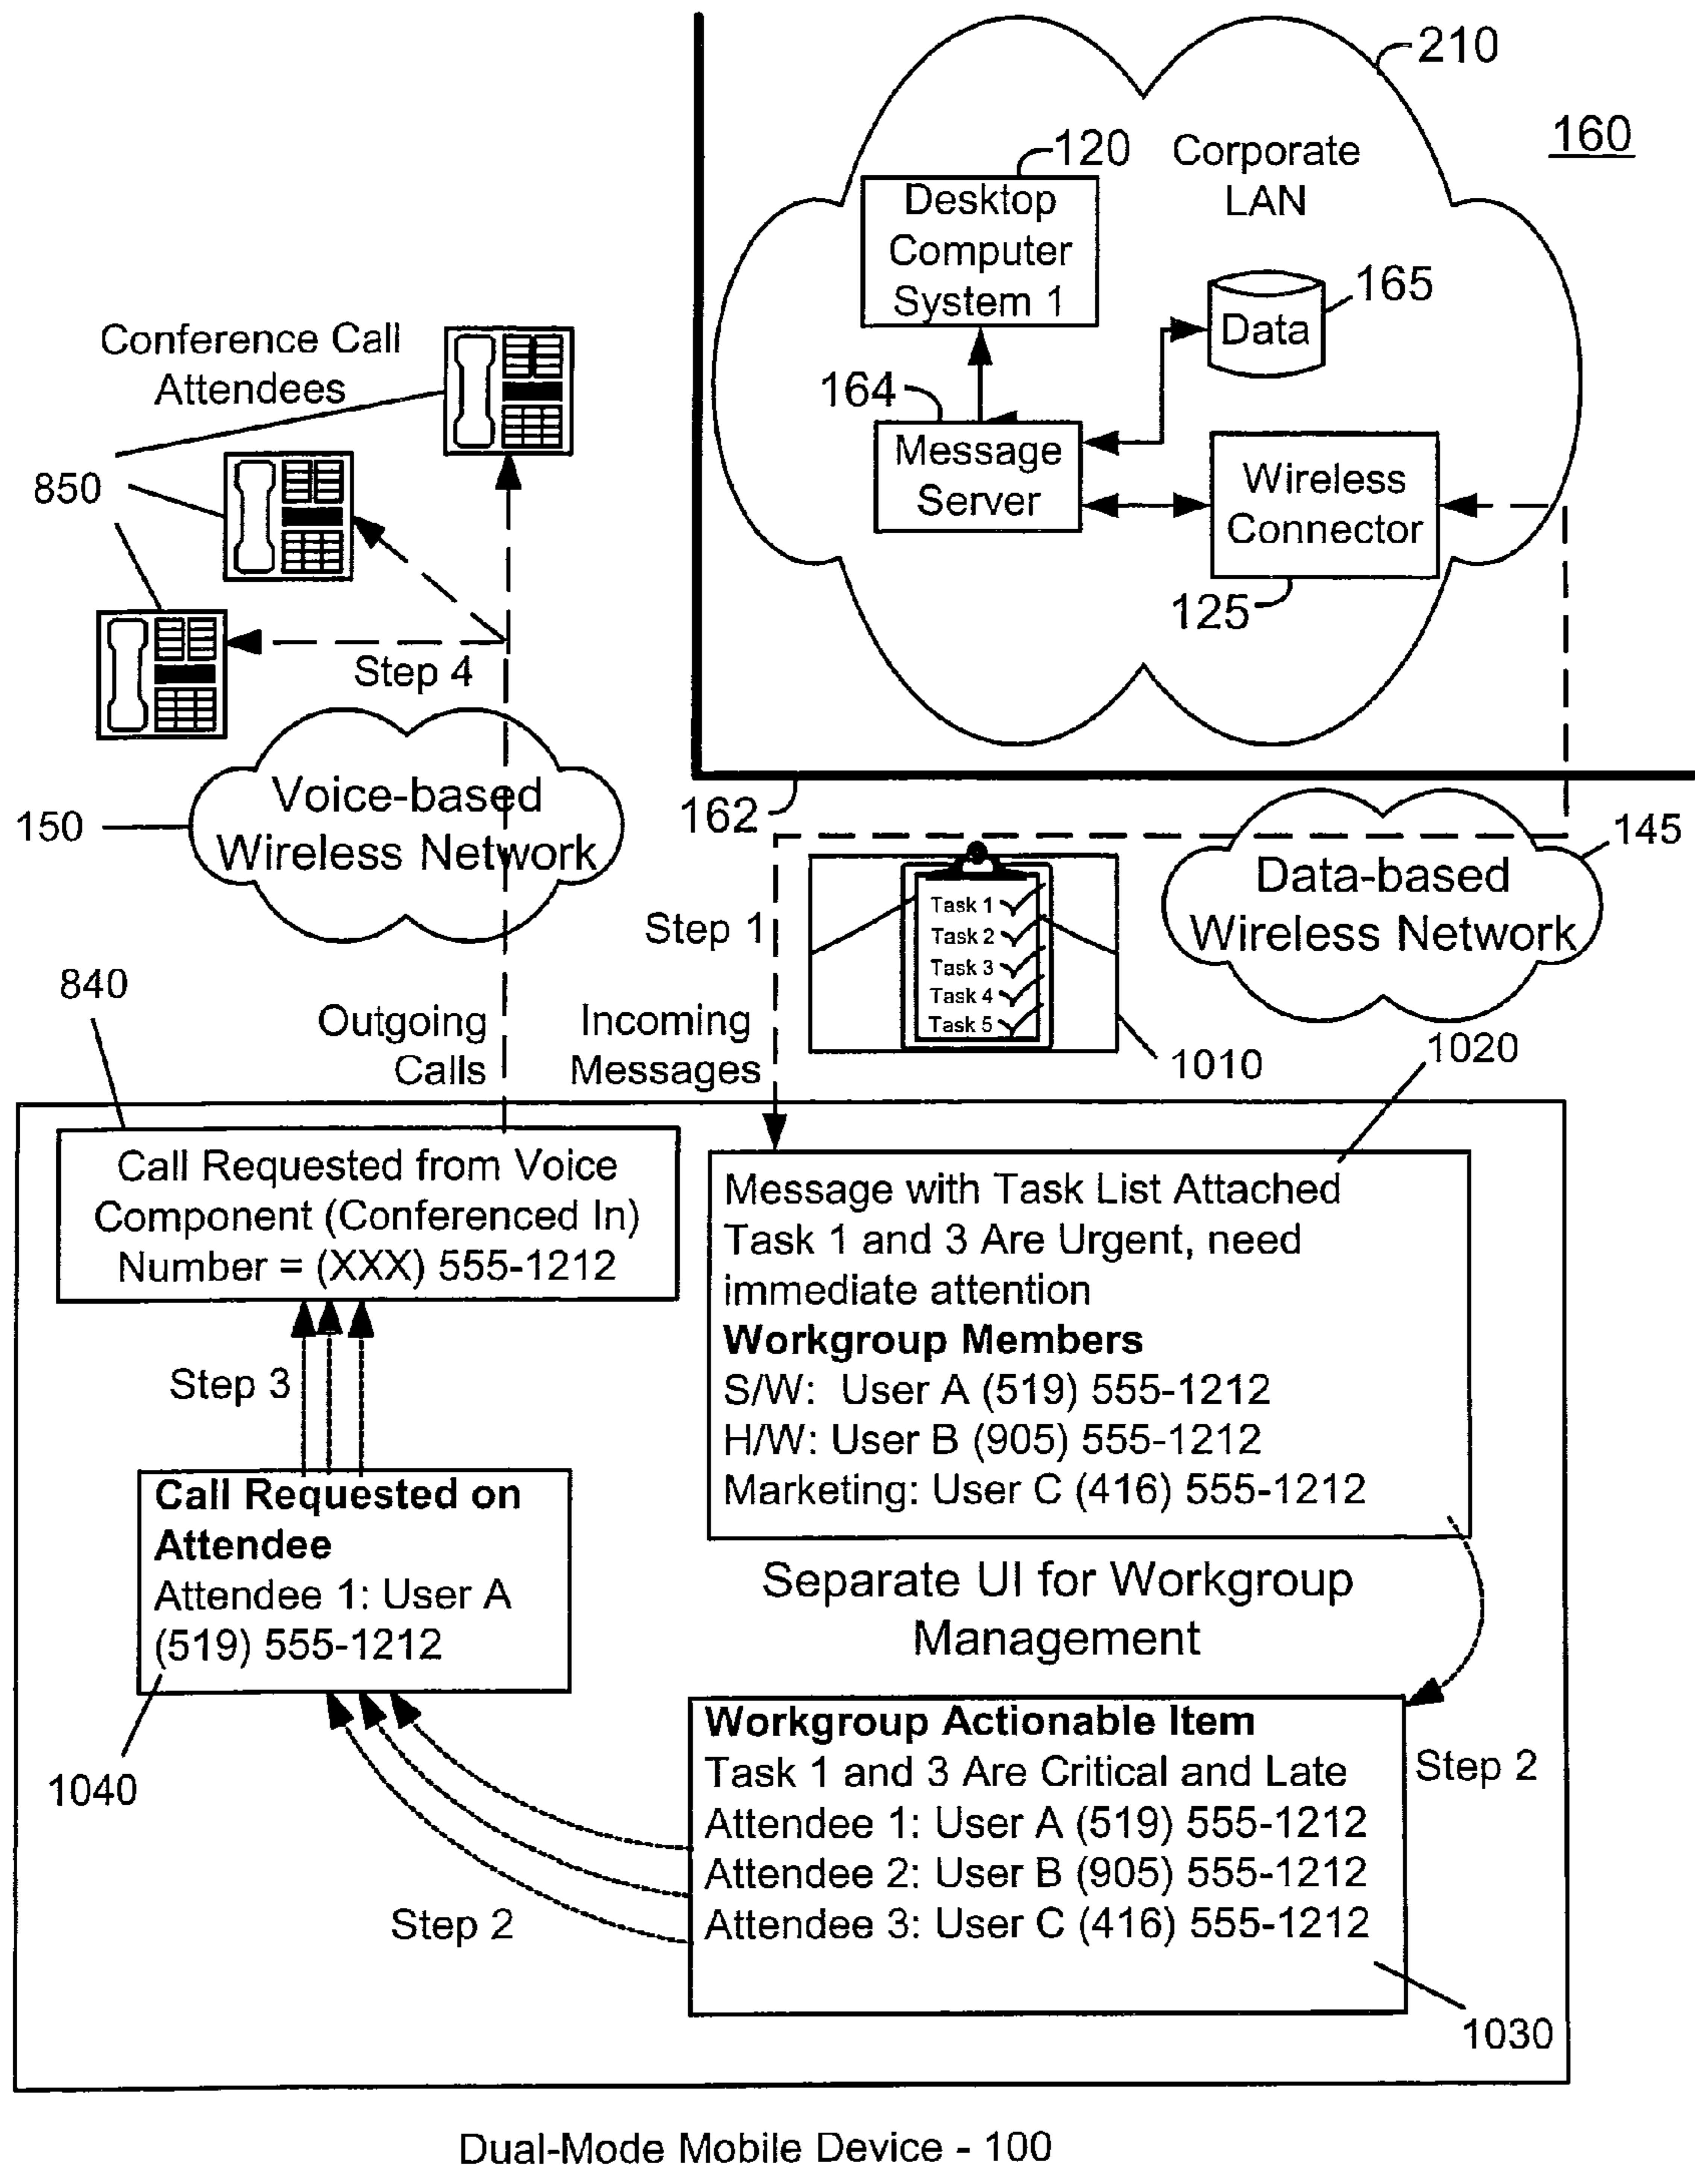 210
160
120
Corporate
LAN
Desktop
Computer
System 1
165
Data
164
Message
Server
Wireless
Connector
125
Conference Call
Attendees
850
Step 4
Voice-based
Wireless Network
150
162
145
Data-based
Wireless Network
Step 1
Task 1
Task 2
Task 3
Task 4
Task 5
1010
1020
840
Outgoing
Calls
Incoming
Messages
Call Requested from Voice
Component (Conferenced In)
Number = (XXX) 555-1212
Message with Task List Attached
Task 1 and 3 Are Urgent, need
immediate attention
Workgroup Members
S/W: User A (519) 555-1212
H/W: User B (905) 555-1212
Marketing: User C (416) 555-1212
Step 3
Call Requested on
Attendee
Attendee 1: User A
(519) 555-1212
1040
Separate UI for Workgroup
Management
Workgroup Actionable Item
Task 1 and 3 Are Critical and Late
Attendee 1: User A (519) 555-1212
Attendee 2: User B (905) 555-1212
Attendee 3: User C (416) 555-1212
Step 2
Step 2
1030
Dual-Mode Mobile Device - 100